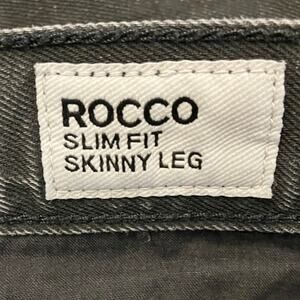 ROCCO
SLIM FIT
SKINNY LEG